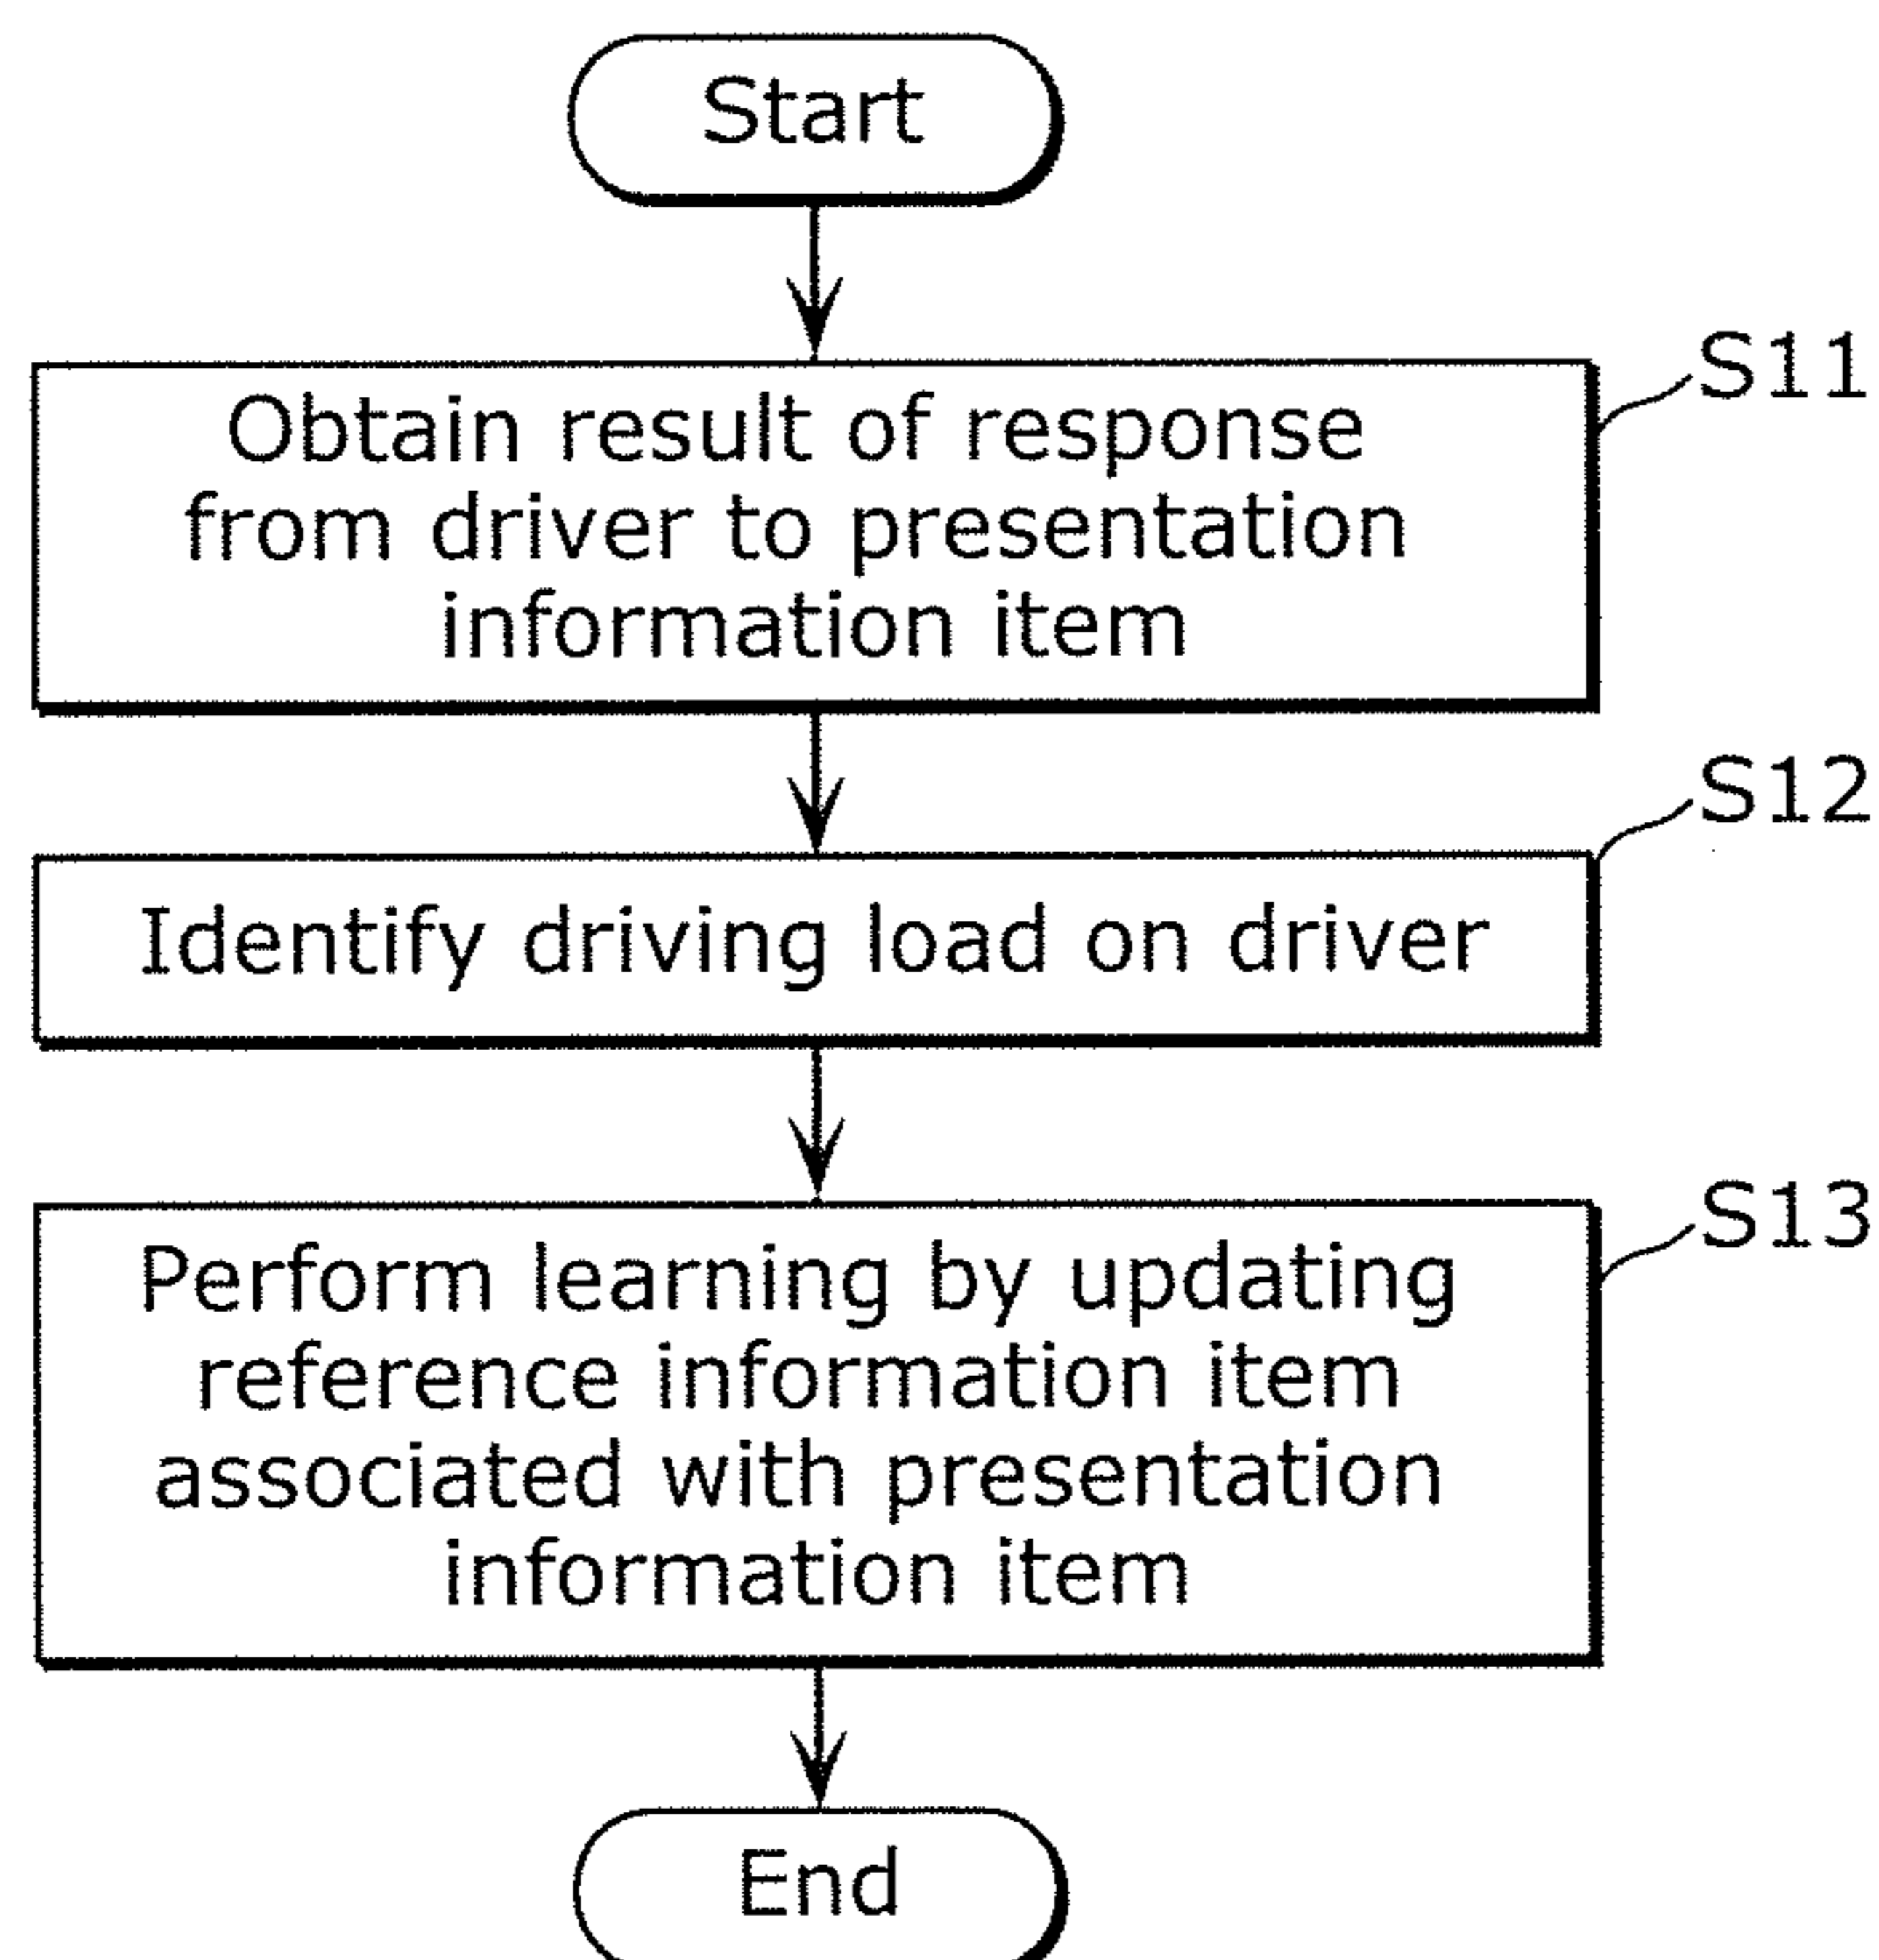 Start
S11
Obtain result of response
from driver to presentation
information item
S12
Identify driving load on driver
S13
Perform learning by updating
reference information item
associated with presentation
information item
End